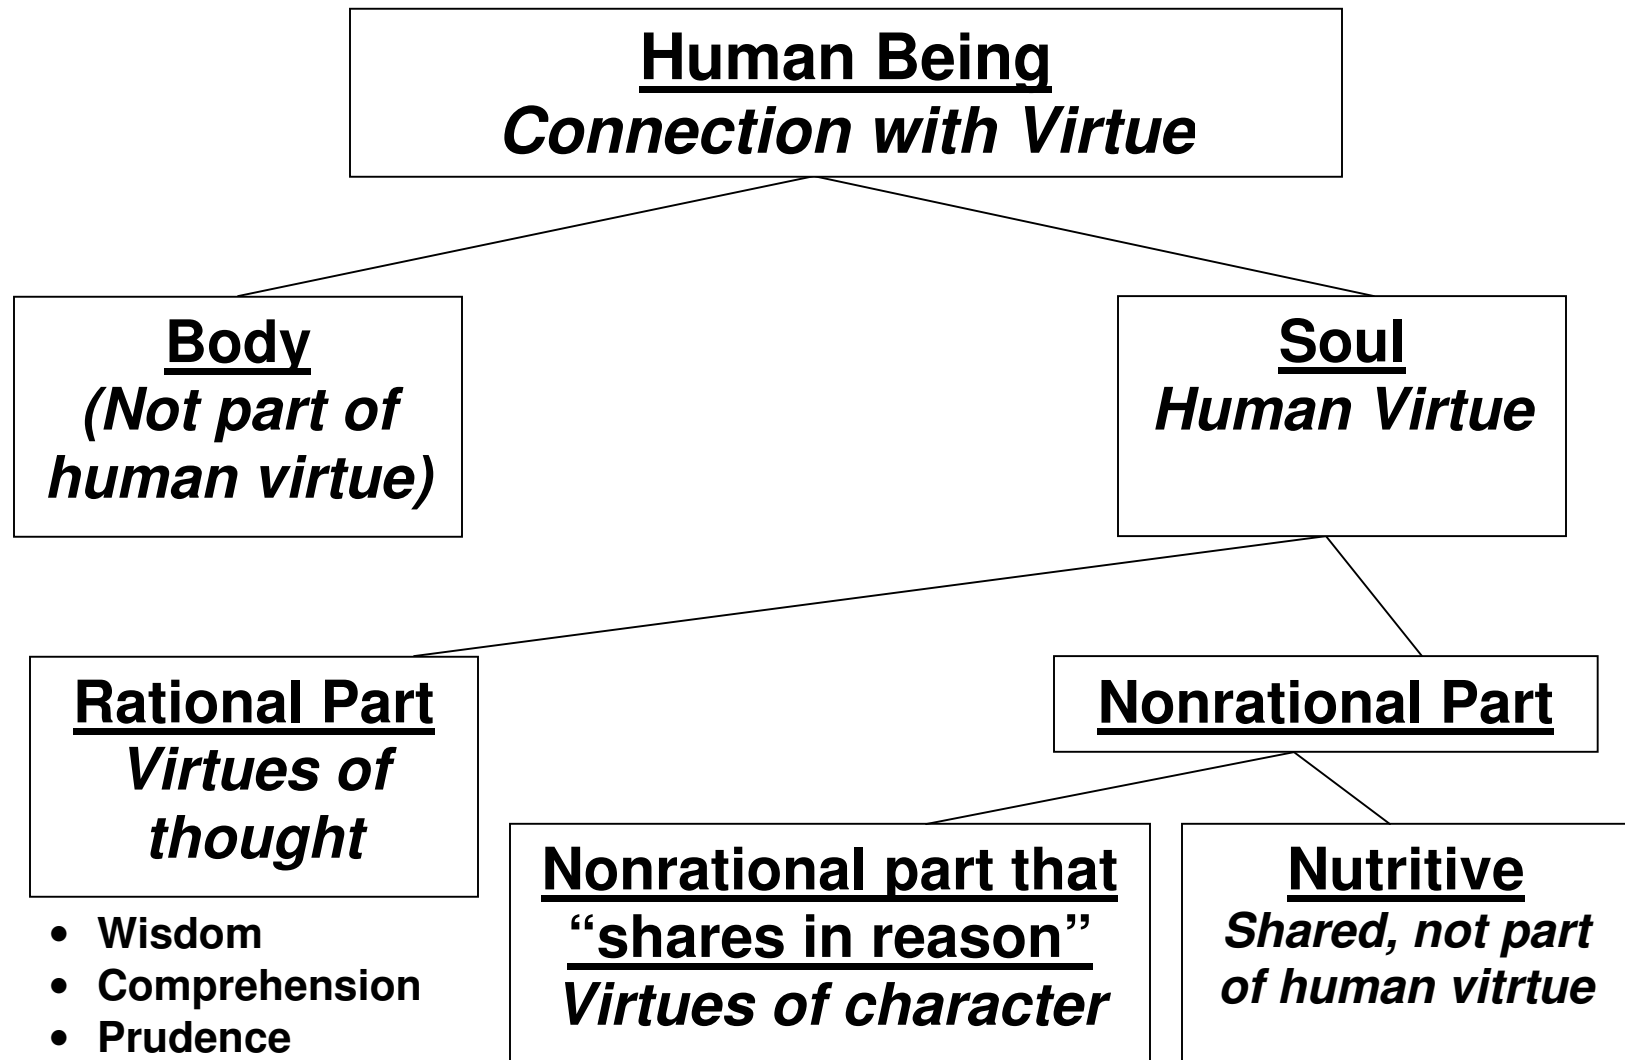 Human Being
Connection with Virtue
Body
(Not part of
human virtue)
Soul
Human Virtue
Rational Part
Virtues of
thought
• Wisdom
• Comprehension
• Prudence
Nonrational Part
Nonrational part that
“shares in reason”
Virtues of character
Nutritive
Shared, not part
of human vitrtue